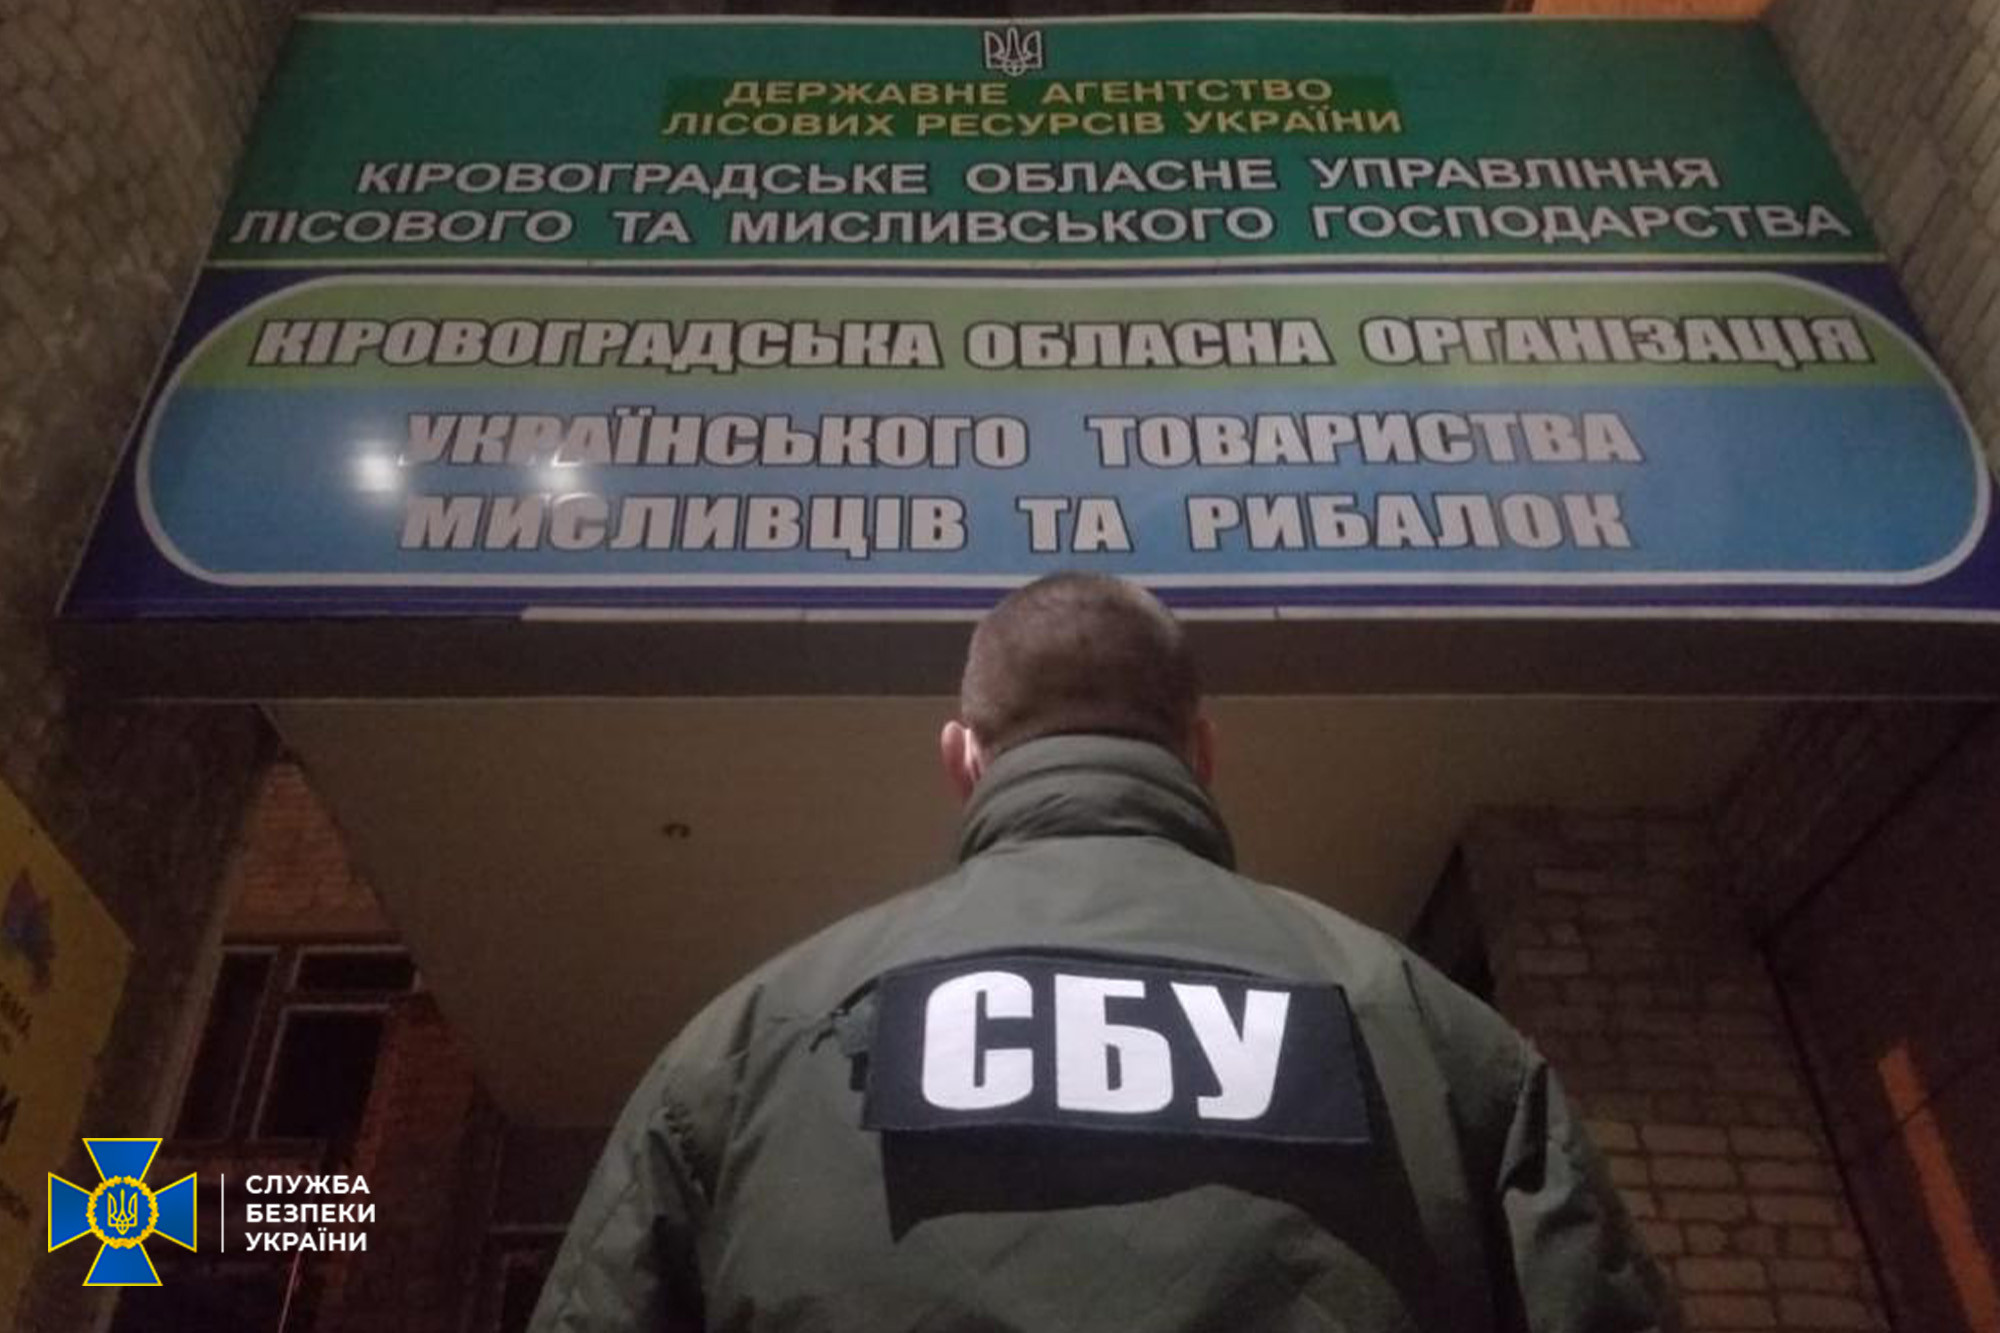 ДЕРЖАВНЕ АГЕНТСТВО
ЛІСОВИХ РЕСУРСІВ УКРАЇНИ
КІРОВОГРАДСЬКЕ ОБЛАСНЕ УПРАВЛІННЯ
ЛІСОВОГО ТА МИСЛИВСЬКОГО ГОСПОДАРСТВА
КІРОВОГРАДСЬКА ОБЛАСНА ОРГАНІЗАЦІЯ
УКРАЇНСЬКОГО ТОВАРИСТВА
МИСЛИВЦІВ ТА РИБАЛОК
СБУ
СЛУЖБА
БЕЗПЕКИ
УКРАЇНИ